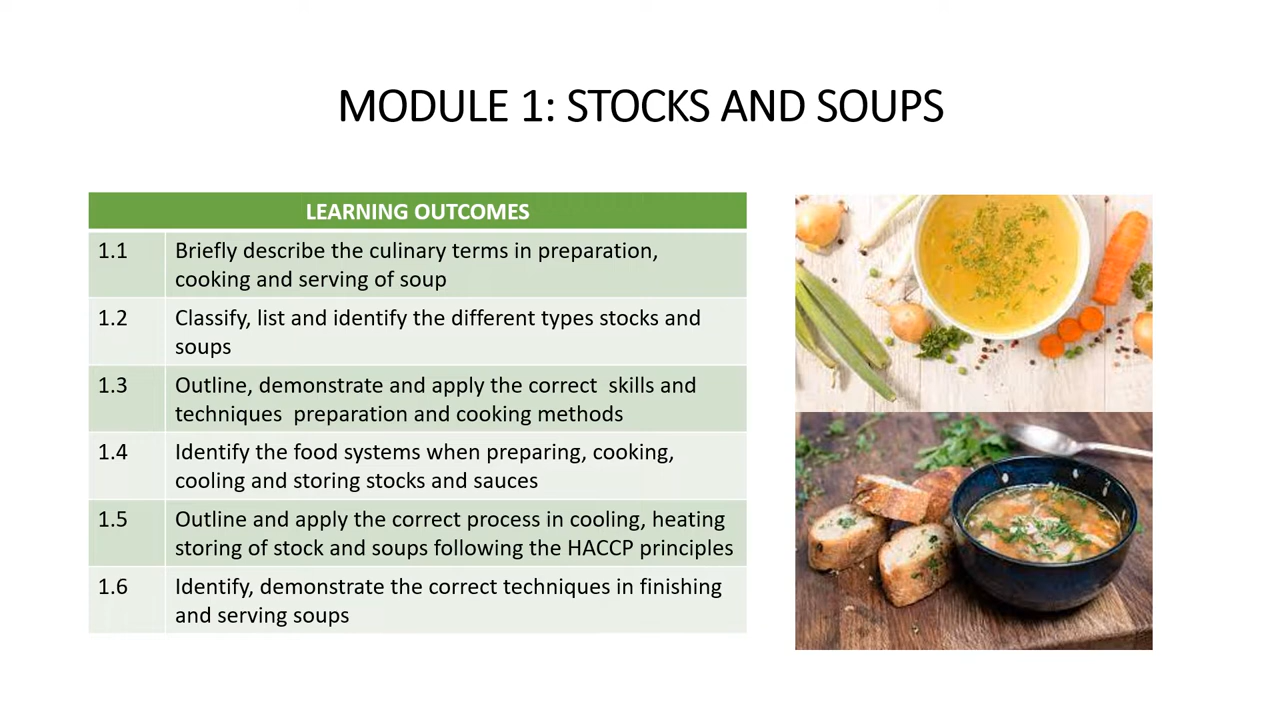 MODULE 1: STOCKS AND SOUPS
LEARNING OUTCOMES
1.1 Briefly describe the culinary terms in preparation,
cooking and serving of soup
1.2 Classify, list and identify the different types stocks and
soups
1.3 Outline, demonstrate and apply the correct  skills and
techniques  preparation and cooking methods
1.4 Identify the food systems when preparing, cooking,
cooling and storing stocks and sauces
1.5 Outline and apply the correct process in cooling, heating
storing of stock and soups following the HACCP principles
1.6 Identify, demonstrate the correct techniques in finishing
and serving soups